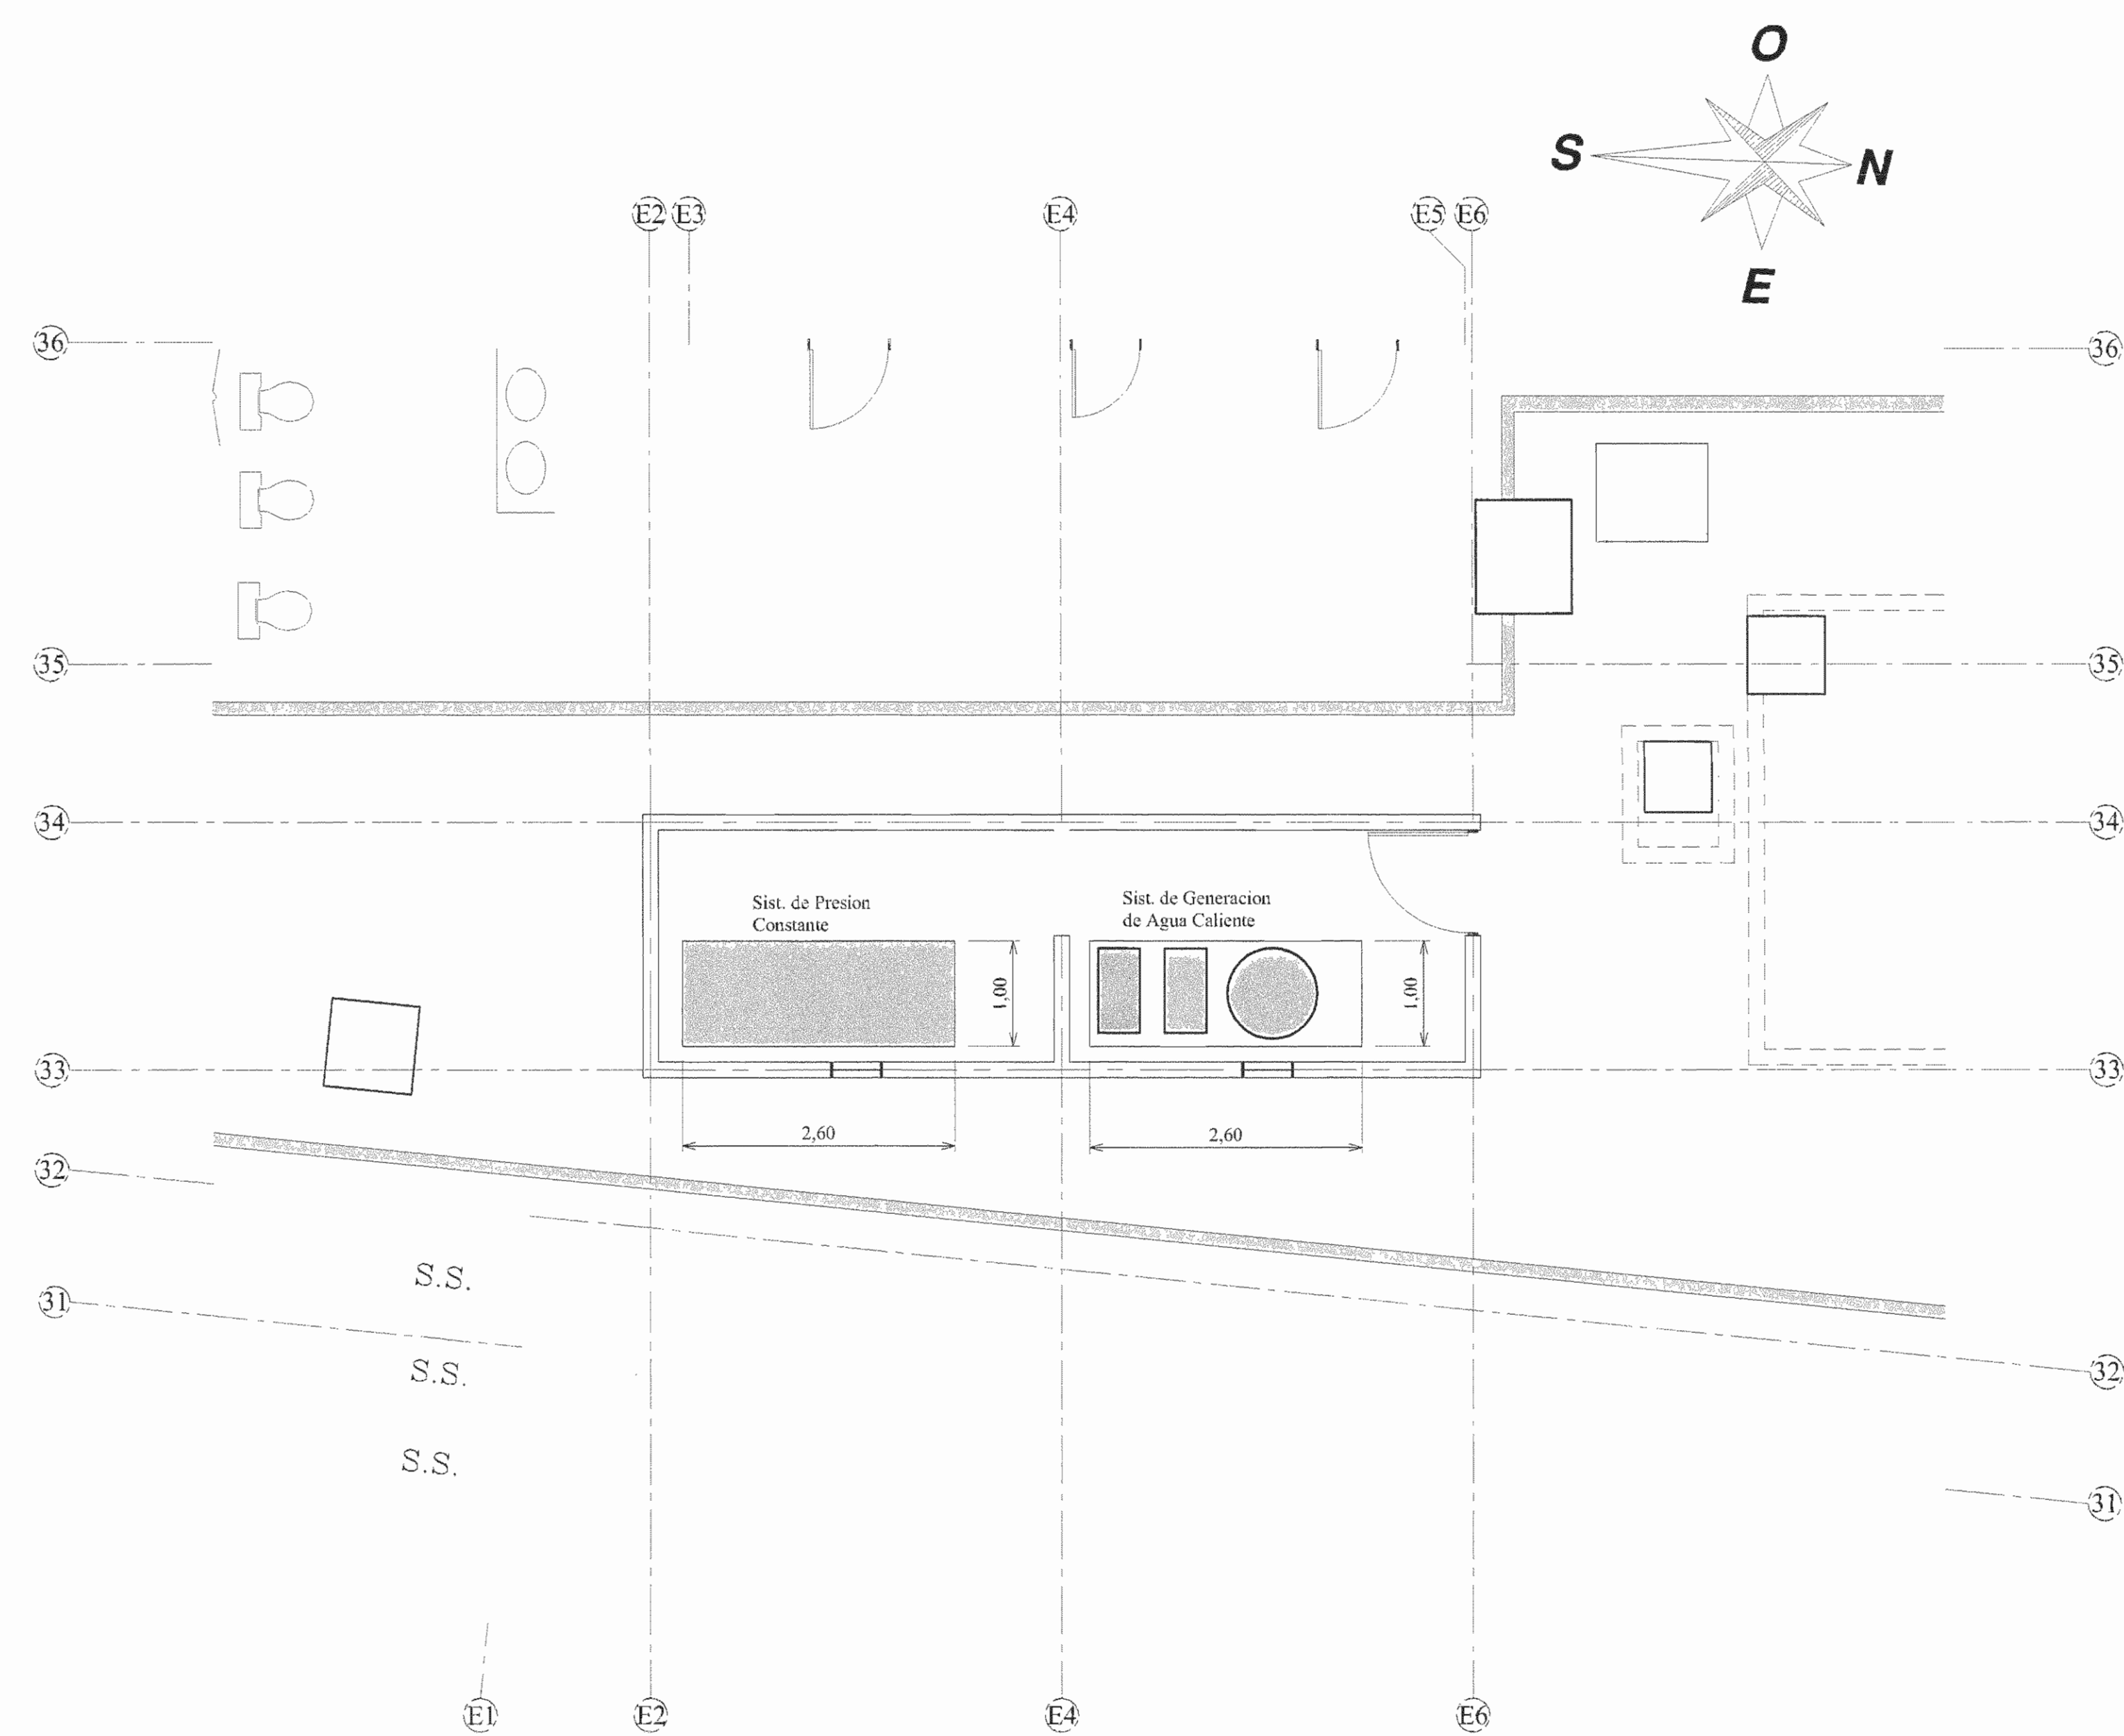 O
S
N
E
E2 E3 E4 E5 E6
36
36
35
35
34
34
Sist. de Presion
Constante
Sist. de Generacion
de Agua Caliente
1,00
1,00
33
33
2,60
2,60
32
S.S.
31
S.S.
32
S.S.
31
E1 E2 E4 E6